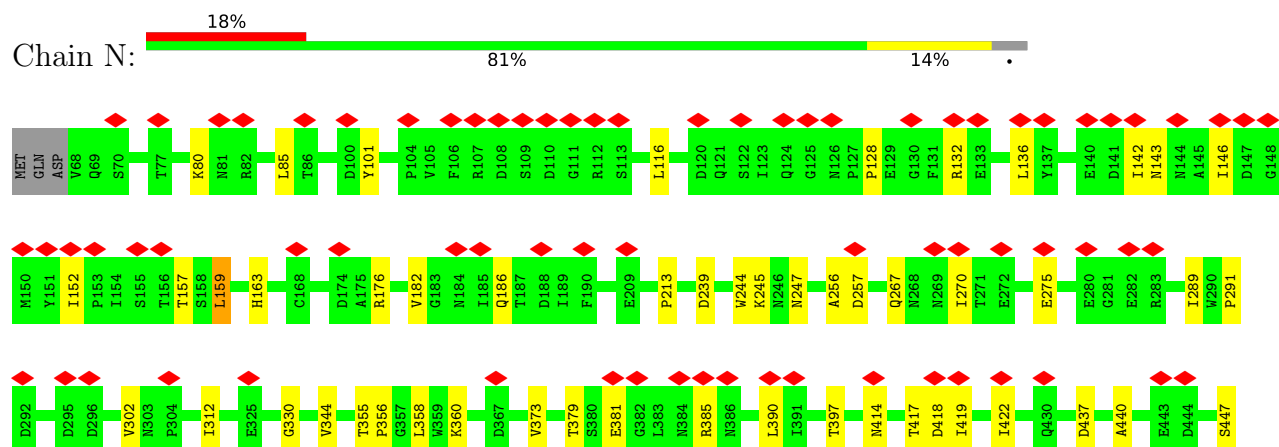 18%
Chain N:
81% 14% •
MET GLN ASP V68 Q69 S70 T77 K80 N81 R82 L85 T86 D100 Y101 P104 V105 F106 R107 D108 S109 D110 G111 R112 S113 L116 D120 Q121 S122 I123 Q124 G125 N126 P127 P128 E129 G130 F131 R132 E133 L136 Y137 E140 D141 I142 N143 N144 A145 I146 D147 G148
M150 Y151 I152 P153 I154 S155 T156 T157 S158 L159 H163 C168 D174 A175 R176 V182 G183 N184 I185 Q186 T187 D188 I189 F190 E209 P213 D239 W244 K245 N246 N247 A256 D257 Q267 N268 N269 I270 T271 E272 E275 E280 G281 E282 R283 I289 W290 P291
D292 D295 D296 V302 N303 P304 I312 E325 G330 V344 T355 P356 G357 L358 W359 K360 D367 V373 T379 S380 E381 G382 L383 N384 R385 N386 L390 I391 T397 N414 T417 D418 I419 I422 Q430 D437 A440 E443 D444 S447